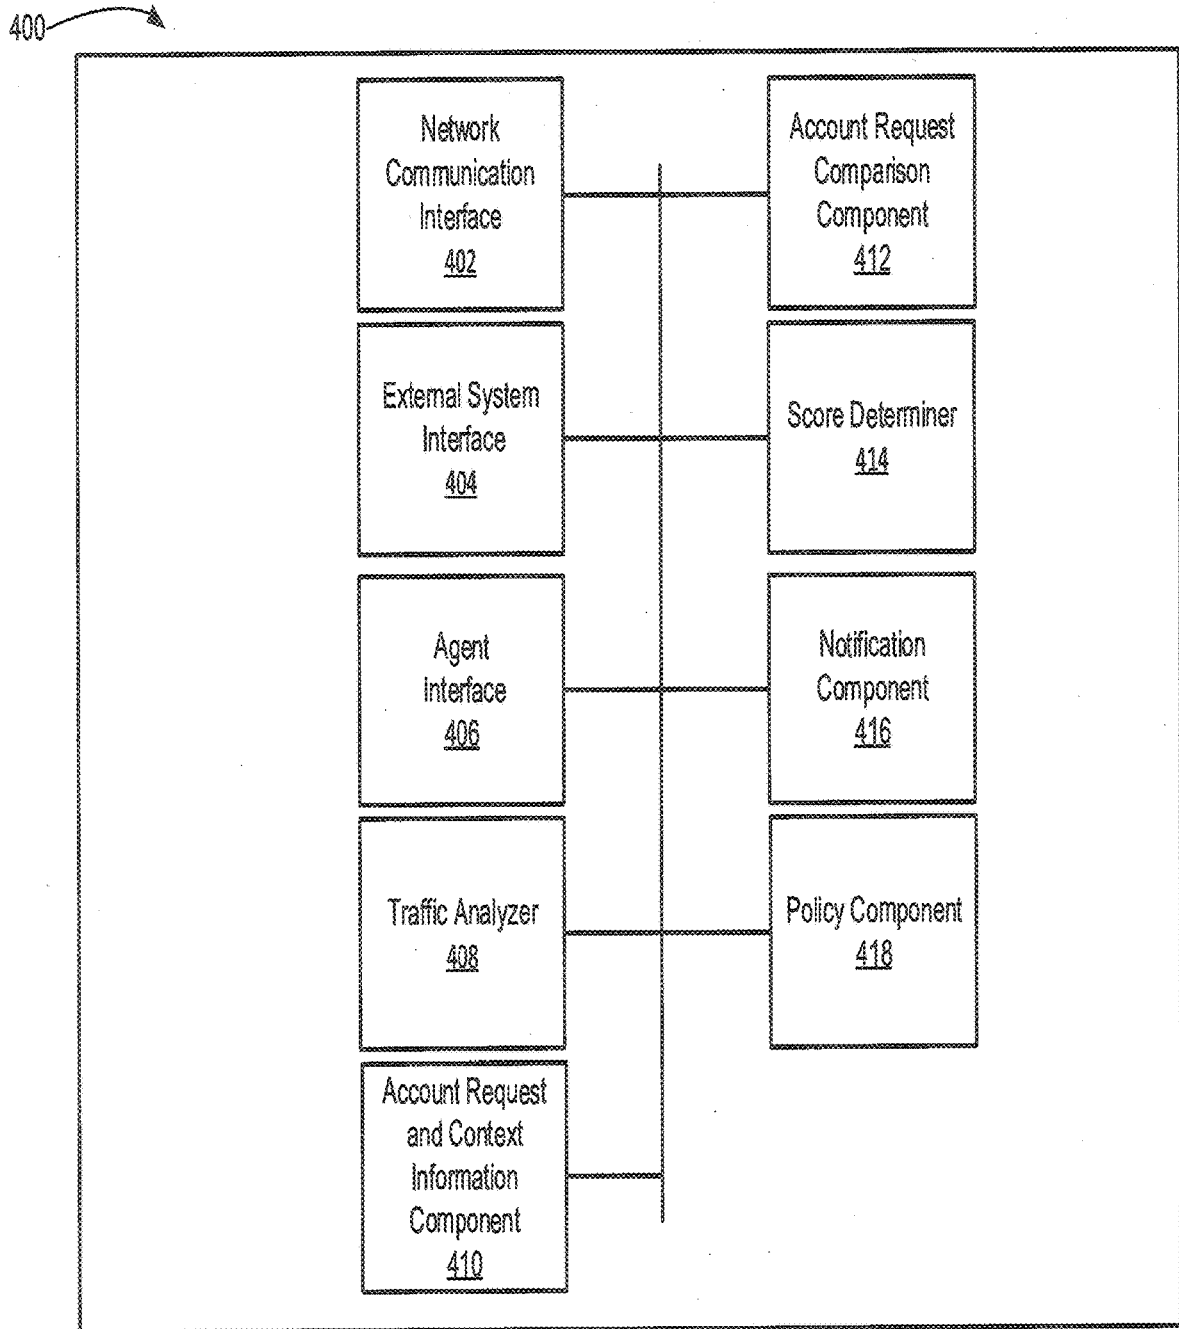 400
Network
Communication
Interface
402
Account Request
Comparison
Component
412
External System
Interface
404
Score Determiner
414
Agent
Interface
406
Notification
Component
416
Traffic Analyzer
408
Policy Component
418
Account Request
and Context
Information
Component
410